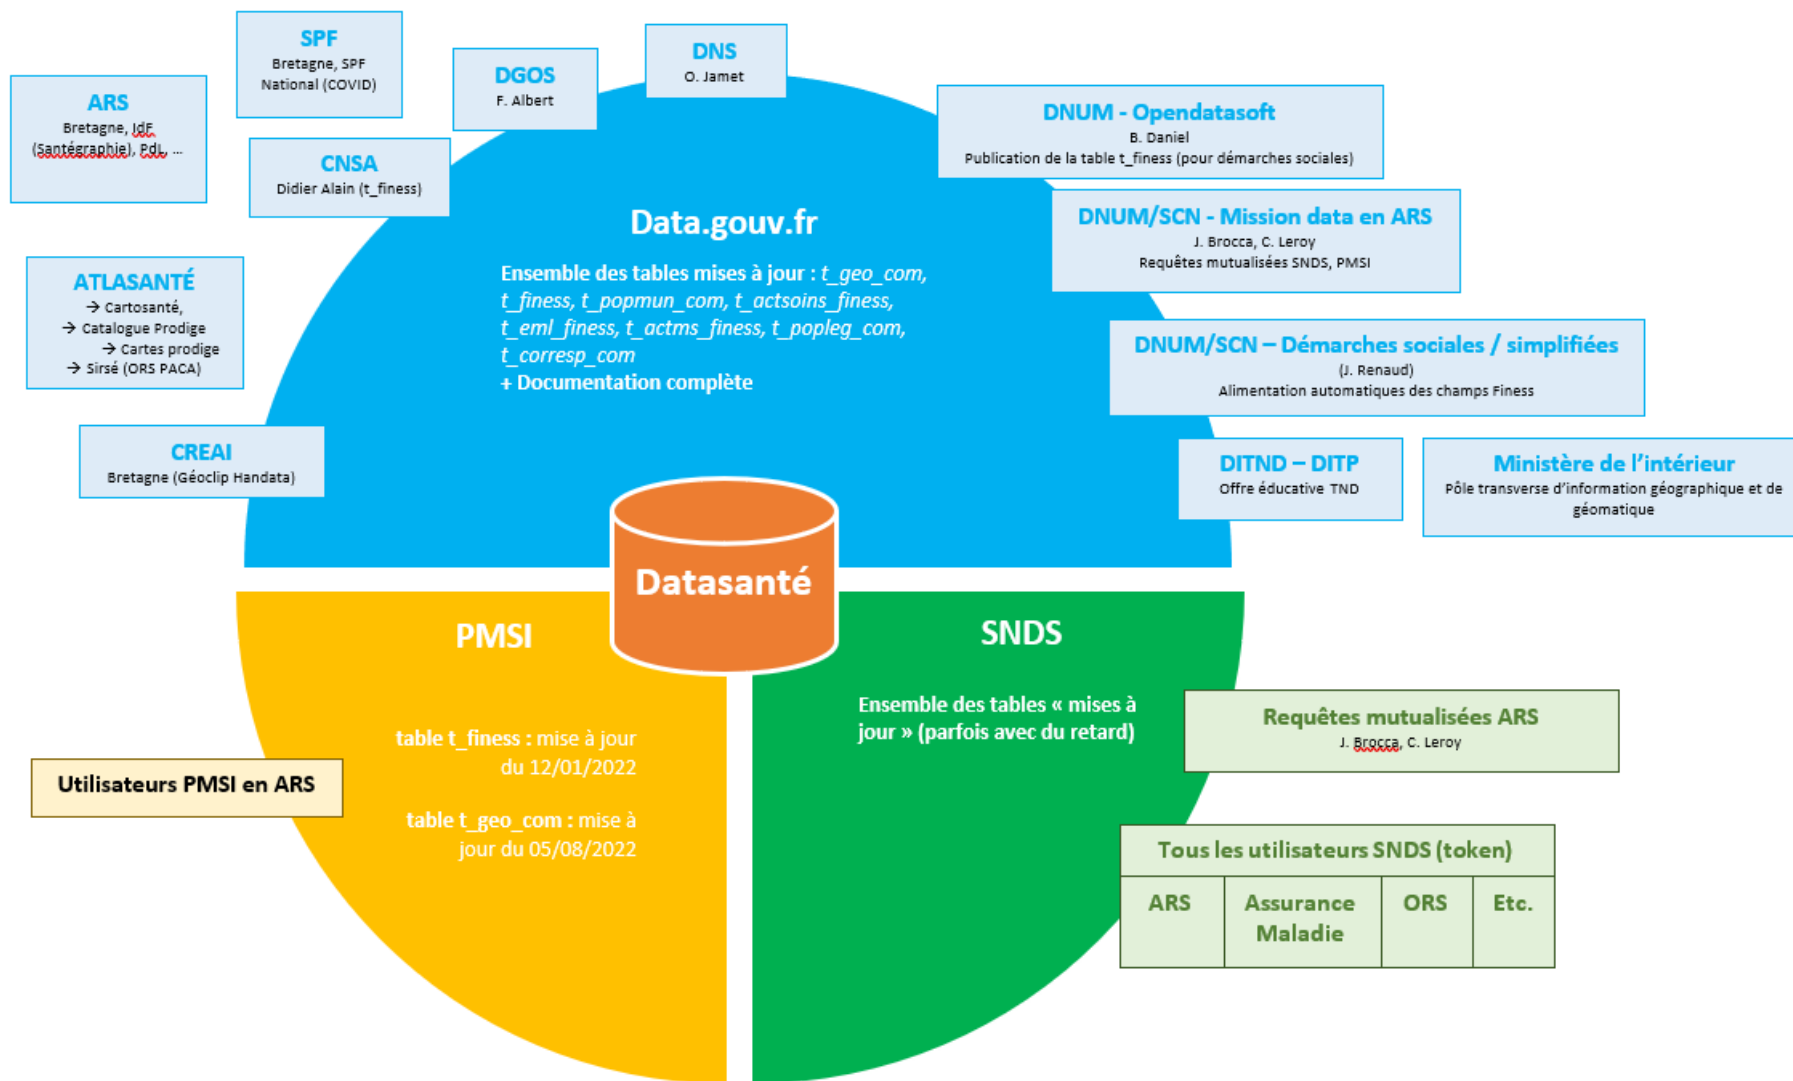 SPF
Bretagne, SPF
National (COVID)
DGOS
F. Albert
DNS
O. Jamet
ARS
Bretagne, IdF
(Santégraphie), PdL, ...
CNSA
Didier Alain (t_finess)
DNUM - Opendatasoft
B. Daniel
Publication de la table t_finess (pour démarches sociales)
DNUM/SCN - Mission data en ARS
J. Brocca, C. Leroy
Requêtes mutualisées SNDS, PMSI
ATLASANTÉ
→ Cartosanté,
→ Catalogue Prodige
→ Cartes prodige
→ Sirsé (ORS PACA)
Data.gouv.fr
Ensemble des tables mises à jour : t_geo_com,
t_finess, t_popmun_com, t_actsoins_finess,
t_eml_finess, t_actms_finess, t_popleg_com,
t_corresp_com
+ Documentation complète
DNUM/SCN – Démarches sociales / simplifiées
(J. Renaud)
Alimentation automatiques des champs Finess
CREAI
Bretagne (Géoclip Handata)
DITND – DITP
Offre éducative TND
Ministère de l'intérieur
Pôle transverse d'information géographique et de
géomatique
Datasanté
PMSI
table t_finess : mise à jour
du 12/01/2022
table t_geo_com : mise à
jour du 05/08/2022
Utilisateurs PMSI en ARS
SNDS
Ensemble des tables « mises à
jour » (parfois avec du retard)
Requêtes mutualisées ARS
J. Brocca, C. Leroy
Tous les utilisateurs SNDS (token)
ARS
Assurance
Maladie
ORS
Etc.